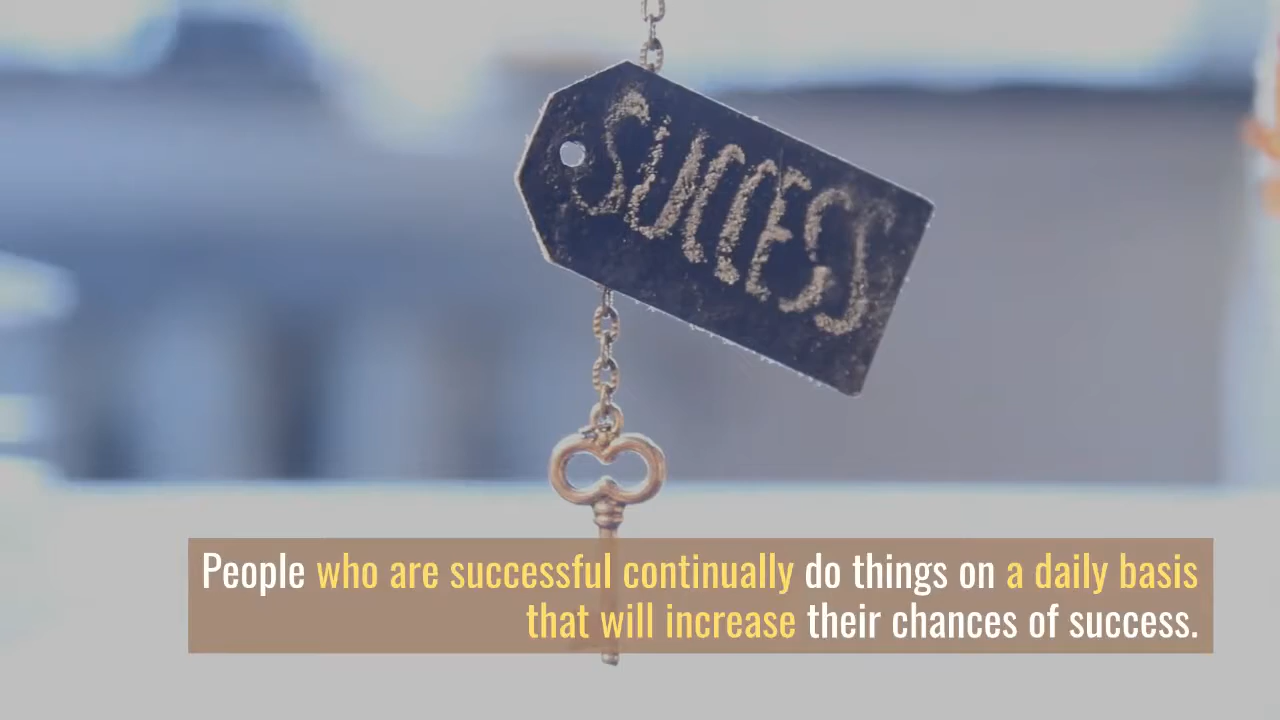 SUCCESS
People who are successful continually do things on a daily basis
that will increase their chances of success.